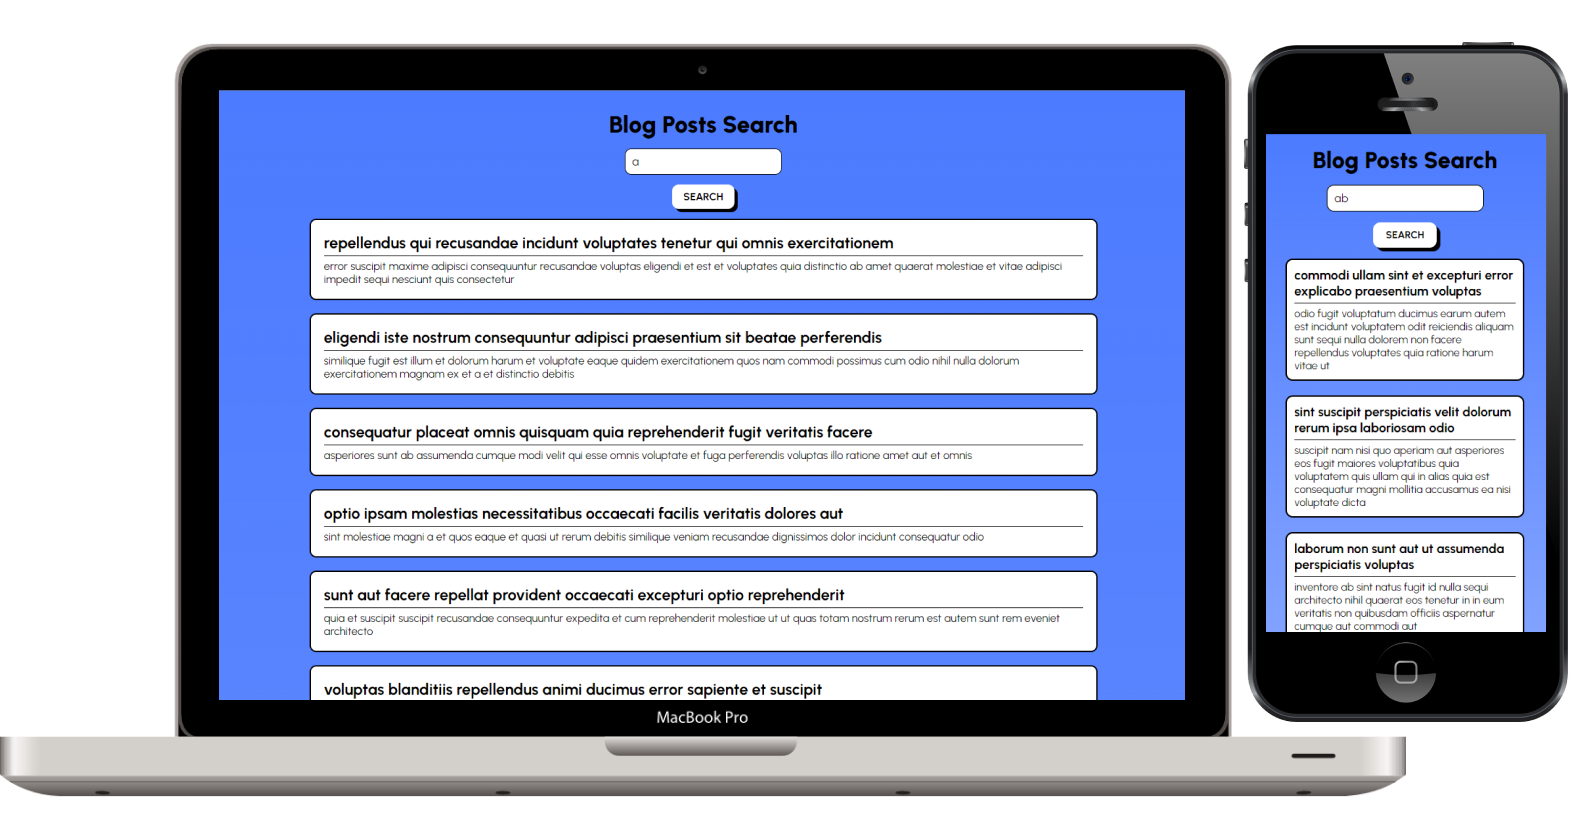 Blog Posts Search
a
SEARCH
repellendus qui recusandae incidunt voluptates tenetur qui omnis exercitationem
error suscipit maxime adipisci consequuntur recusandae voluptas eligendi et est et voluptates quia distinctio ab amet quaerat molestiae et vitae adipisci
impedit sequi nesciunt quis consectetur
eligendi iste nostrum consequuntur adipisci praesentium sit beatae perferendis
similique fugit est illum et dolorum harum et voluptate eaque quidem exercitationem quos nam commodi possimus cum odio nihil nulla dolorum
exercitationem magnam ex et a et distinctio debitis
consequatur placeat omnis quisquam quia reprehenderit fugit veritatis facere
asperiores sunt ab assumenda cumque modi velit qui esse omnis voluptate et fuga perferendis voluptas illo ratione amet aut et omnis
optio ipsam molestias necessitatibus occaecati facilis veritatis dolores aut
sint molestiae magni a et quos eaque et quasi ut rerum debitis similique veniam recusandae dignissimos dolor incidunt consequatur odio
sunt aut facere repellat provident occaecati excepturi optio reprehenderit
quia et suscipit suscipit recusandae consequuntur expedita et cum reprehenderit molestiae ut ut quas totam nostrum rerum est autem sunt rem eveniet
architecto
voluptas blanditiis repellendus animi ducimus error sapiente et suscipit
MacBook Pro
Blog Posts Search
ab
SEARCH
commodi ullam sint et excepturi error
explicabo praesentium voluptas
odio fugit voluptatum ducimus earum autem
est incidunt voluptatem odit reiciendis aliquam
sunt sequi nulla dolorem non facere
repellendus voluptates quia ratione harum
vitae ut
sint suscipit perspiciatis velit dolorum
rerum ipsa laboriosam odio
suscipit nam nisi quo aperiam aut asperiores
eos fugit maiores voluptatibus quia
voluptatem quis ullam qui in alias quia est
consequatur magni mollitia accusamus ea nisi
voluptate dicta
laborum non sunt aut ut assumenda
perspiciatis voluptas
inventore ab sint natus fugit id nulla sequi
architecto nihil quaerat eos tenetur in in eum
veritatis non quibusdam officiis aspernatur
cumque aut commodi aut